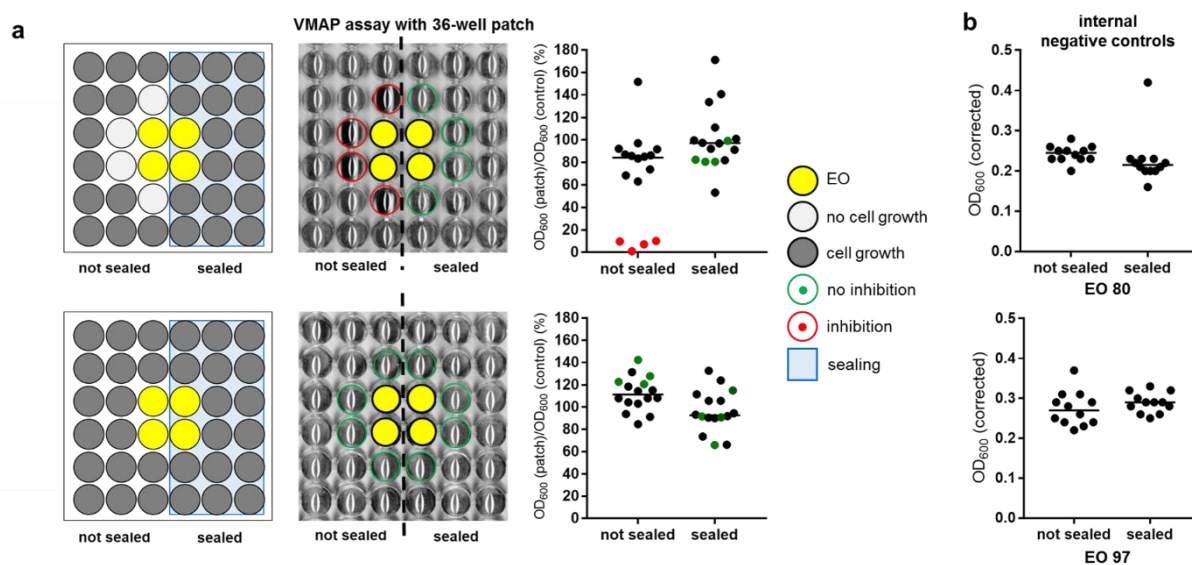 a
VMAP assay with 36-well patch
not sealed
sealed
not sealed
sealed
OD600 (patch)/OD600 (control) (%)
180
160
140
120
100
80
60
40
20
0
not sealed
sealed
EO
no cell growth
cell growth
no inhibition
inhibition
sealing
b
internal
negative controls
OD600 (corrected)
0.5
0.4
0.3
0.2
0.1
0.0
not sealed
sealed
EO 80
not sealed
sealed
not sealed
sealed
OD600 (patch)/OD600 (control) (%)
180
160
140
120
100
80
60
40
20
0
not sealed
sealed
OD600 (corrected)
0.5
0.4
0.3
0.2
0.1
0.0
not sealed
sealed
EO 97